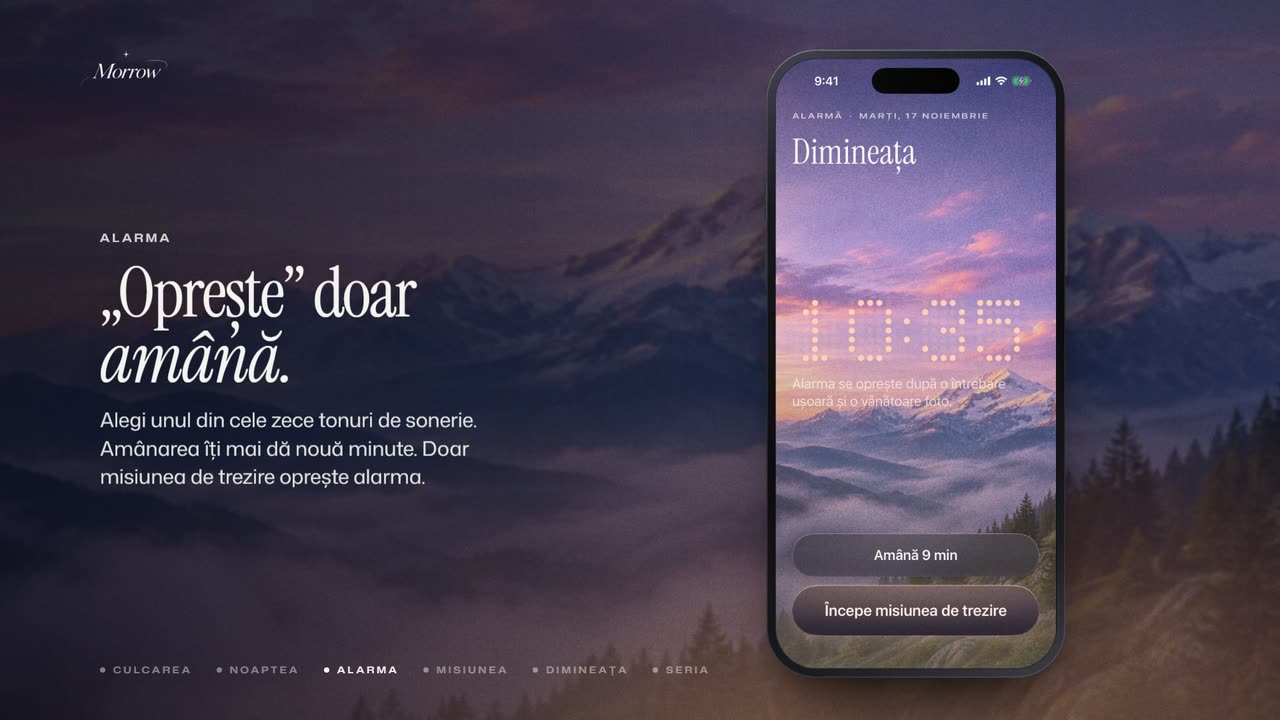 Morrow
ALARMA
„Oprește” doar
amână.
Alegi unul din cele zece tonuri de sonerie.
Amânarea îți mai dă nouă minute. Doar
misiunea de trezire oprește alarma.
CULCAREA
NOAPTEA
ALARMA
MISIUNEA
DIMINEAȚA
SERIA
9:41
ALARMĂ · MARȚI, 17 NOIEMBRIE
Dimineața
10:35
Alarma se oprește după o întrebare
ușoară și o vânătoare foto.
Amână 9 min
Începe misiunea de trezire